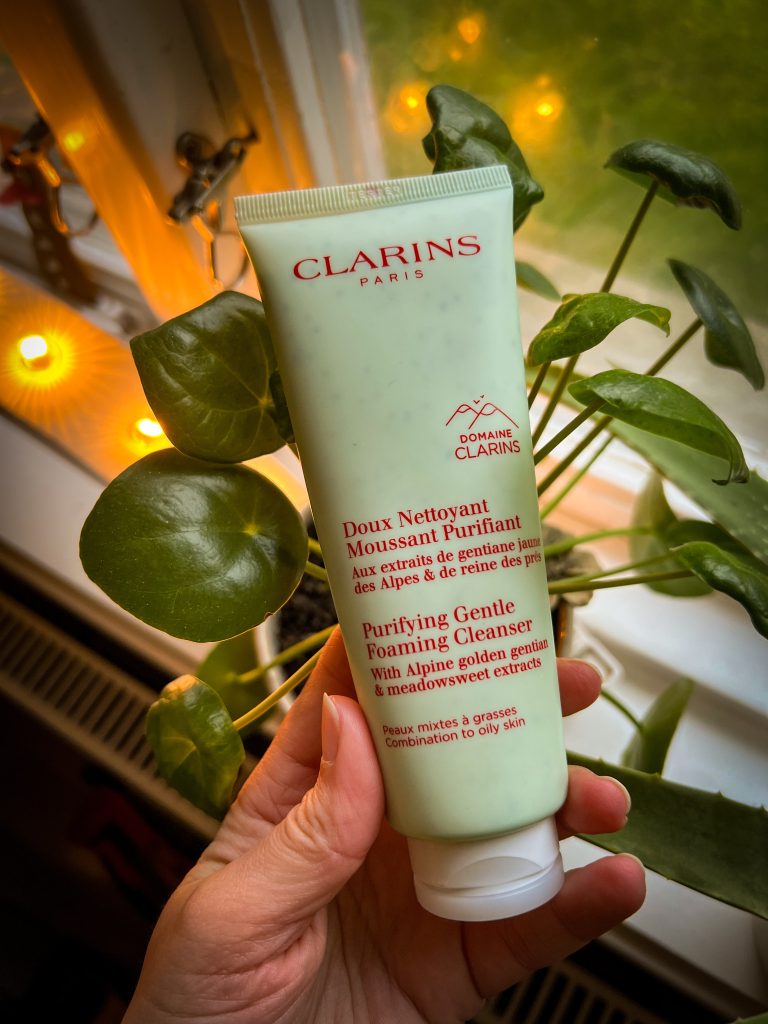 CLARINS
PARIS
DOMAINE
CLARINS
Doux Nettoyant
Moussant Purifiant
Aux extraits de gentiane jaune
des Alpes & de reine des prés
Purifying Gentle
Foaming Cleanser
With Alpine golden gentian
& meadowsweet extracts
Peaux mixtes à grasses
Combination to oily skin